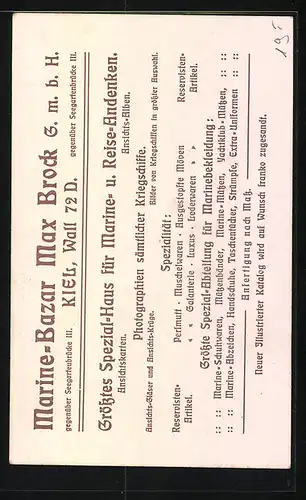 195
Marine=Bazar Max Brock G. m. b. H.
gegenüber Seegartenbrücke III. KIEL, Wall 72 D. gegenüber Seegartenbrücke III.
Größtes Spezial=Haus für Marine= u. Reise=Andenken.
Ansichtskarten. Ansichts-Alben.
Photographien sämtlicher Kriegschiffe.
Ansichts-Gläser und Ansichts-Krüge. Bilder von Kriegschiffen in größter Auswahl.
Spezialität:
Reservisten- Perlmutt · Muschelwaren · Ausgestopfte Möven Reservisten-
Artikel. « « Galanterie · Luxus · Lederwaren » » Artikel.
Größte Spezial=Abteilung für Marinebekleidung:
:: :: Marine=Schuhwaren, Mützenbänder, Marine=Mützen, Yachtklub=Mützen, :: ::
:: :: Marine=Abzeichen, Handschuhe, Taschentücher, Strümpfe, Extra=Uniformen :: ::
Anfertigung nach Maß.
Neuer Illustrierter Katalog wird auf Wunsch franko zugesandt.